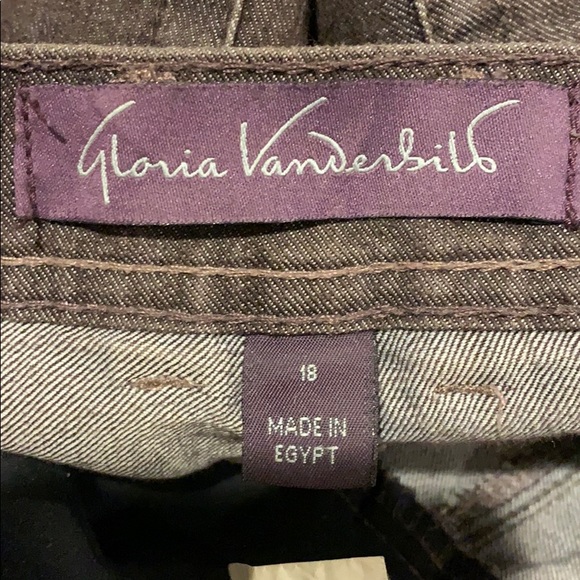 Gloria Vanderbilt
18
MADE IN
EGYPT